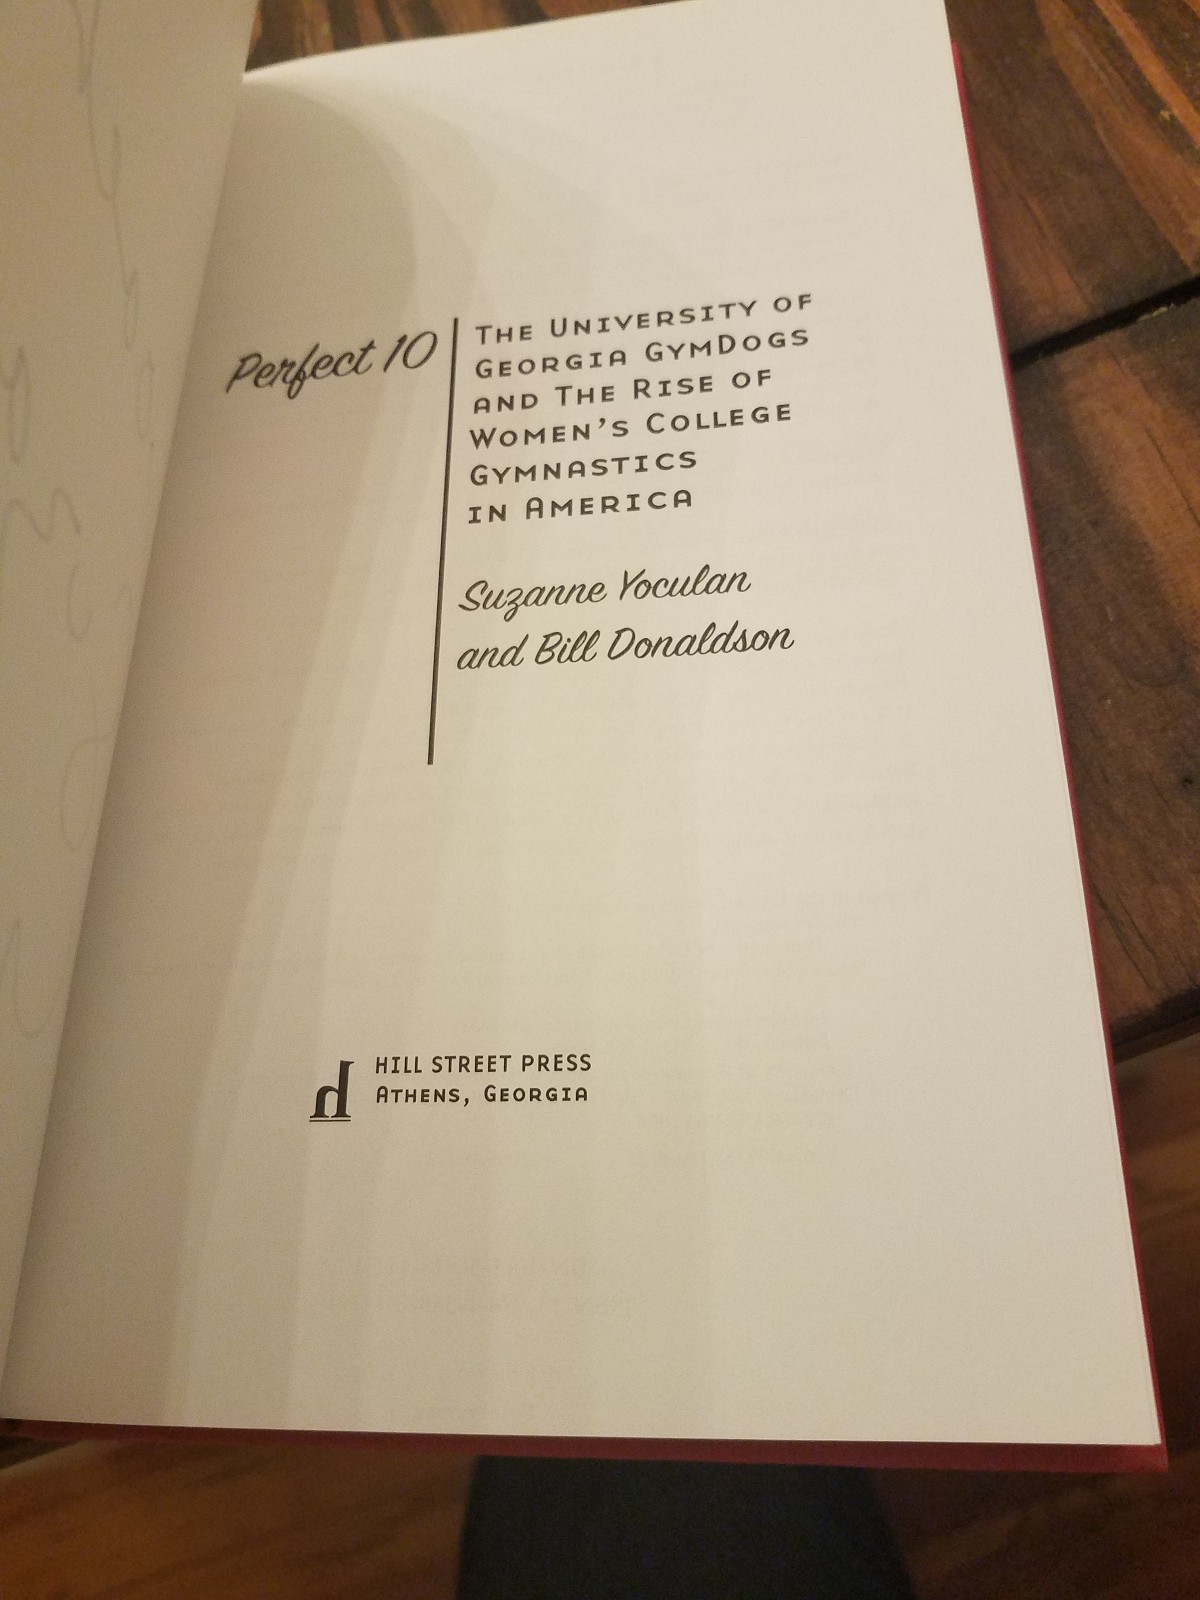 Perfect 10
The University of
Georgia GymDogs
and The Rise of
Women's College
Gymnastics
in America
Suzanne Yoculan
and Bill Donaldson
HILL STREET PRESS
Athens, Georgia